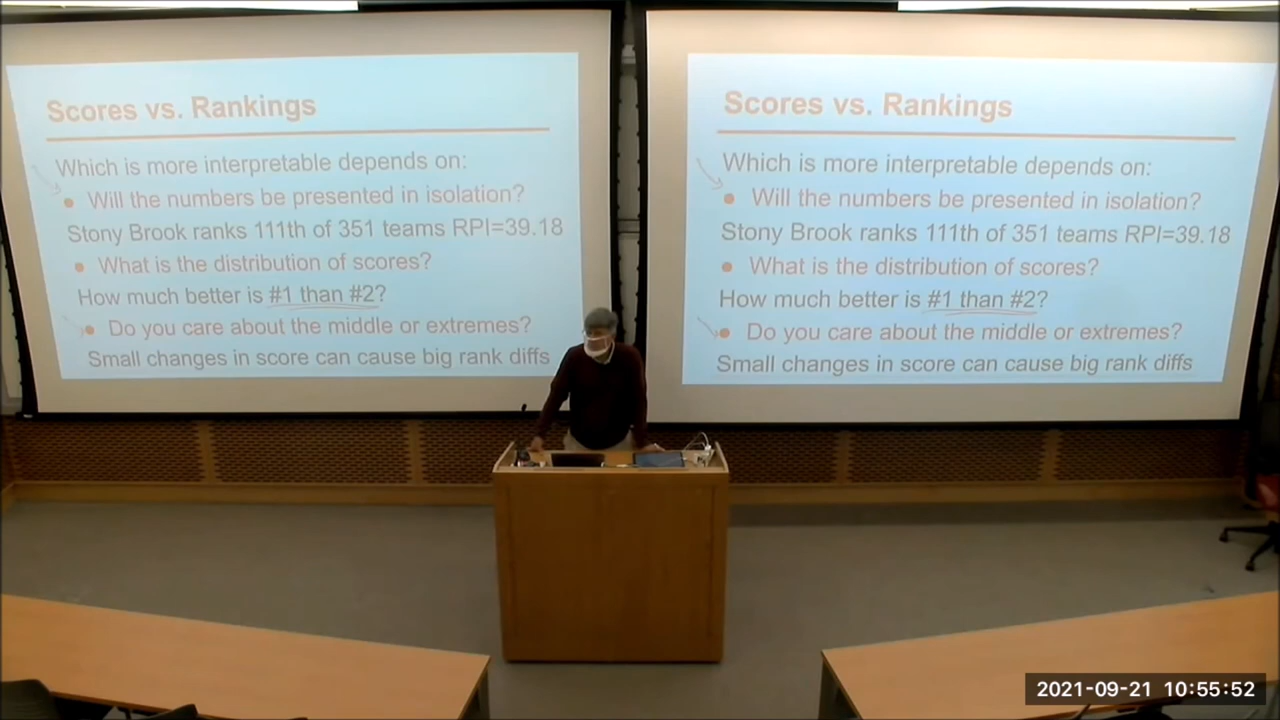 Scores vs. Rankings
Which is more interpretable depends on:
• Will the numbers be presented in isolation?
Stony Brook ranks 111th of 351 teams RPI=39.18
• What is the distribution of scores?
How much better is #1 than #2?
• Do you care about the middle or extremes?
Small changes in score can cause big rank diffs
Scores vs. Rankings
Which is more interpretable depends on:
• Will the numbers be presented in isolation?
Stony Brook ranks 111th of 351 teams RPI=39.18
• What is the distribution of scores?
How much better is #1 than #2?
• Do you care about the middle or extremes?
Small changes in score can cause big rank diffs
2021-09-21 10:55:52